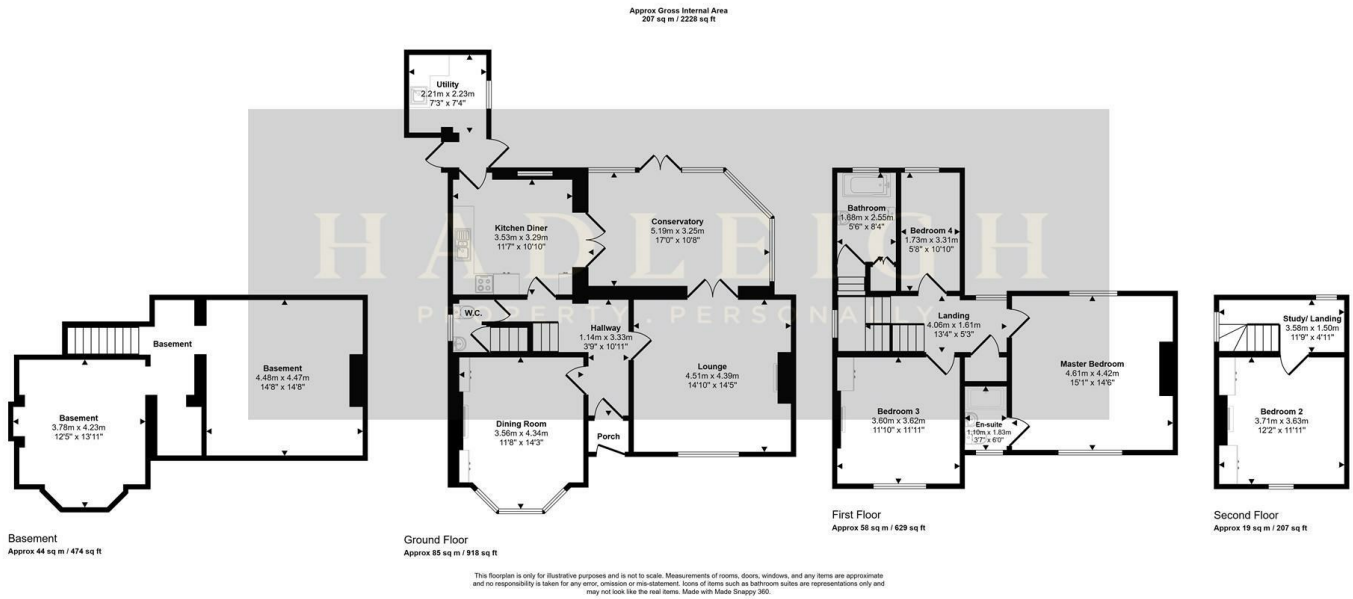 Approx Gross Internal Area
207 sq m / 2228 sq ft
Utility
2.21m x 2.23m
7'3" x 7'4"
HADLEIGH
PROPERTY. PERSONALLY
Kitchen Diner
3.53m x 3.29m
11'7" x 10'10"
Conservatory
5.19m x 3.25m
17'0" x 10'8"
W.C.
Hallway
1.14m x 3.33m
3'9" x 10'11"
Lounge
4.51m x 4.39m
14'10" x 14'5"
Dining Room
3.56m x 4.34m
11'8" x 14'3"
Porch
Basement
Basement
4.48m x 4.47m
14'8" x 14'8"
Basement
3.78m x 4.23m
12'5" x 13'11"
Bathroom
1.68m x 2.55m
5'6" x 8'4"
Bedroom 4
1.73m x 3.31m
5'8" x 10'10"
Landing
4.06m x 1.61m
13'4" x 5'3"
Master Bedroom
4.61m x 4.42m
15'1" x 14'6"
Bedroom 3
3.60m x 3.62m
11'10" x 11'11"
En-suite
1.10m x 1.83m
3'7" x 6'0"
Study/ Landing
3.58m x 1.50m
11'9" x 4'11"
Bedroom 2
3.71m x 3.63m
12'2" x 11'11"
Basement
Approx 44 sq m / 474 sq ft
Ground Floor
Approx 85 sq m / 918 sq ft
First Floor
Approx 58 sq m / 629 sq ft
Second Floor
Approx 19 sq m / 207 sq ft
This floorplan is only for illustrative purposes and is not to scale. Measurements of rooms, doors, windows, and any items are approximate
and no responsibility is taken for any error, omission or mis-statement. Icons of items such as bathroom suites are representations only and
may not look like the real items. Made with Made Snappy 360.